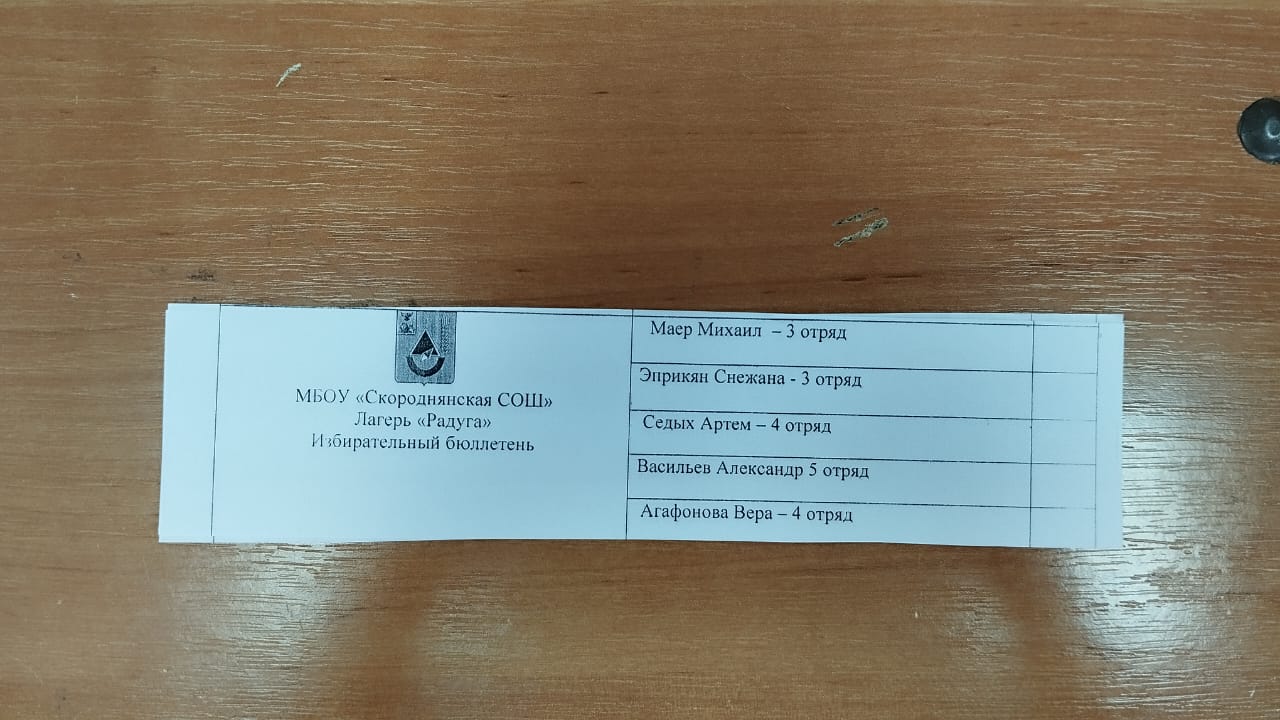 МБОУ «Скороднянская СОШ»
Лагерь «Радуга»
Избирательный бюллетень
Маер Михаил – 3 отряд
Эприкян Снежана - 3 отряд
Седых Артем – 4 отряд
Васильев Александр 5 отряд
Агафонова Вера – 4 отряд